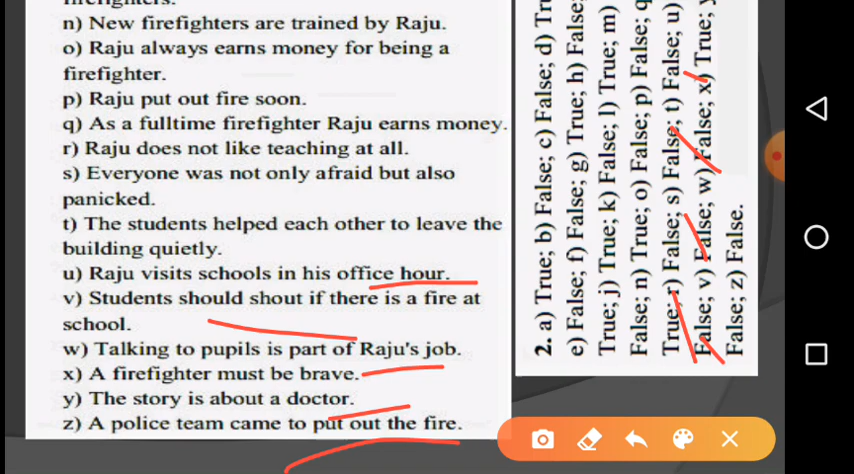 firefighters.
n) New firefighters are trained by Raju.
o) Raju always earns money for being a
firefighter.
p) Raju put out fire soon.
q) As a fulltime firefighter Raju earns money.
r) Raju does not like teaching at all.
s) Everyone was not only afraid but also
panicked.
t) The students helped each other to leave the
building quietly.
u) Raju visits schools in his office hour.
v) Students should shout if there is a fire at
school.
w) Talking to pupils is part of Raju's job.
x) A firefighter must be brave.
y) The story is about a doctor.
z) A police team came to put out the fire.
2. a) True; b) False; c) False; d)
e) False; f) False; g) True; h) False;
True; j) True; k) False; l) True; m)
False; n) True; o) False; p) False;
True; r) False; s) False; t) False; u)
False; v) False; w) False; x) True;
False; z) False.